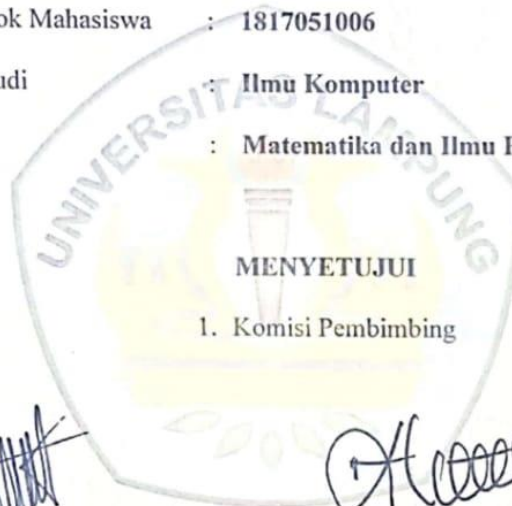 ok Mahasiswa : 1817051006
udi : Ilmu Komputer
: Matematika dan Ilmu P
UNIVERSITAS LAMPUNG
MENYETUJUI
1. Komisi Pembimbing